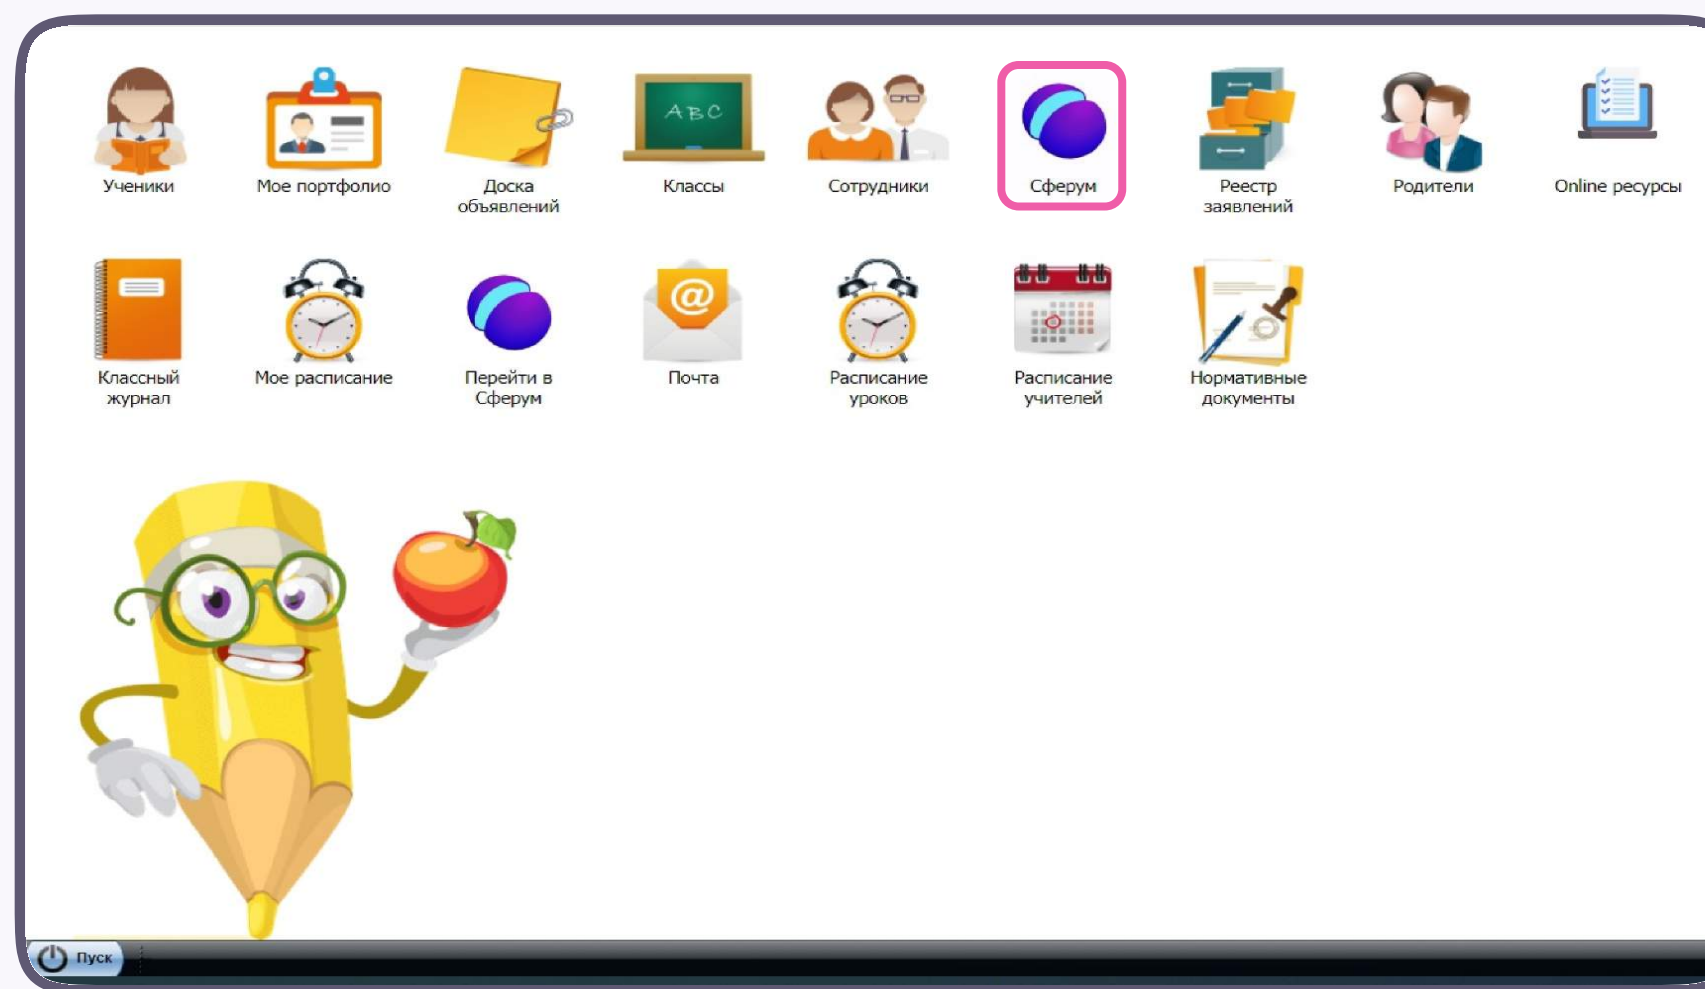 ABC
Ученики
Мое портфолио
Доска
объявлений
Классы
Сотрудники
Сферум
Реестр
заявлений
Родители
Online ресурсы
@
Классный
журнал
Мое расписание
Перейти в
Сферум
Почта
Расписание
уроков
Расписание
учителей
Нормативные
документы
Пуск